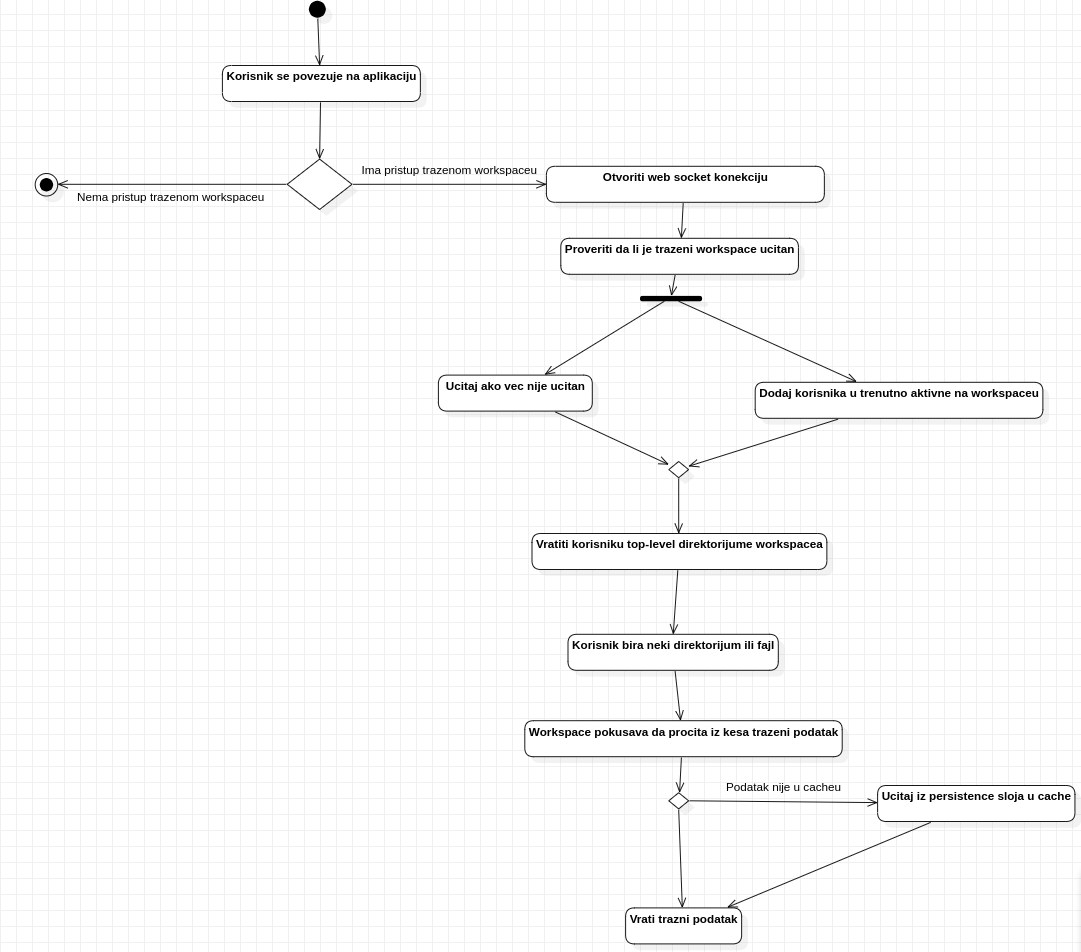 Korisnik se povezuje na aplikaciju
Ima pristup trazenom workspaceu
Otvoriti web socket konekciju
Nema pristup trazenom workspaceu
Proveriti da li je trazeni workspace ucitan
Ucitaj ako vec nije ucitan
Dodaj korisnika u trenutno aktivne na workspaceu
Vratiti korisniku top-level direktorijume workspacea
Korisnik bira neki direktorijum ili fajl
Workspace pokusava da procita iz kesa trazeni podatak
Podatak nije u cacheu
Ucitaj iz persistence sloja u cache
Vrati trazni podatak